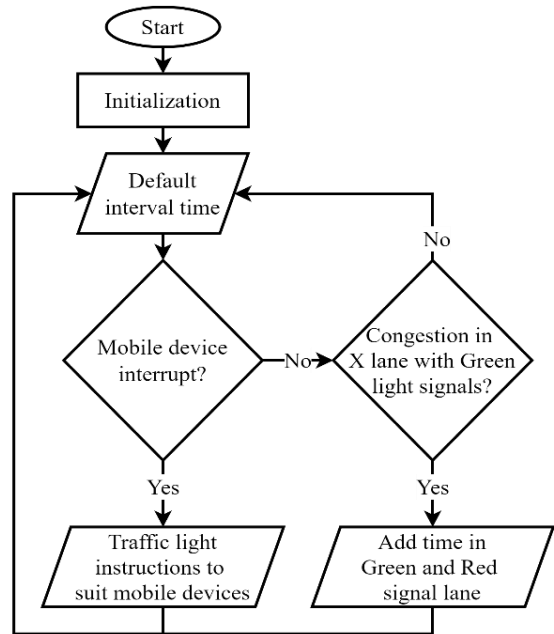 Start
Initialization
Default
interval time
No
Mobile device
interrupt?
No
Congestion in
X lane with Green
light signals?
Yes
Yes
Traffic light
instructions to
suit mobile devices
Add time in
Green and Red
signal lane